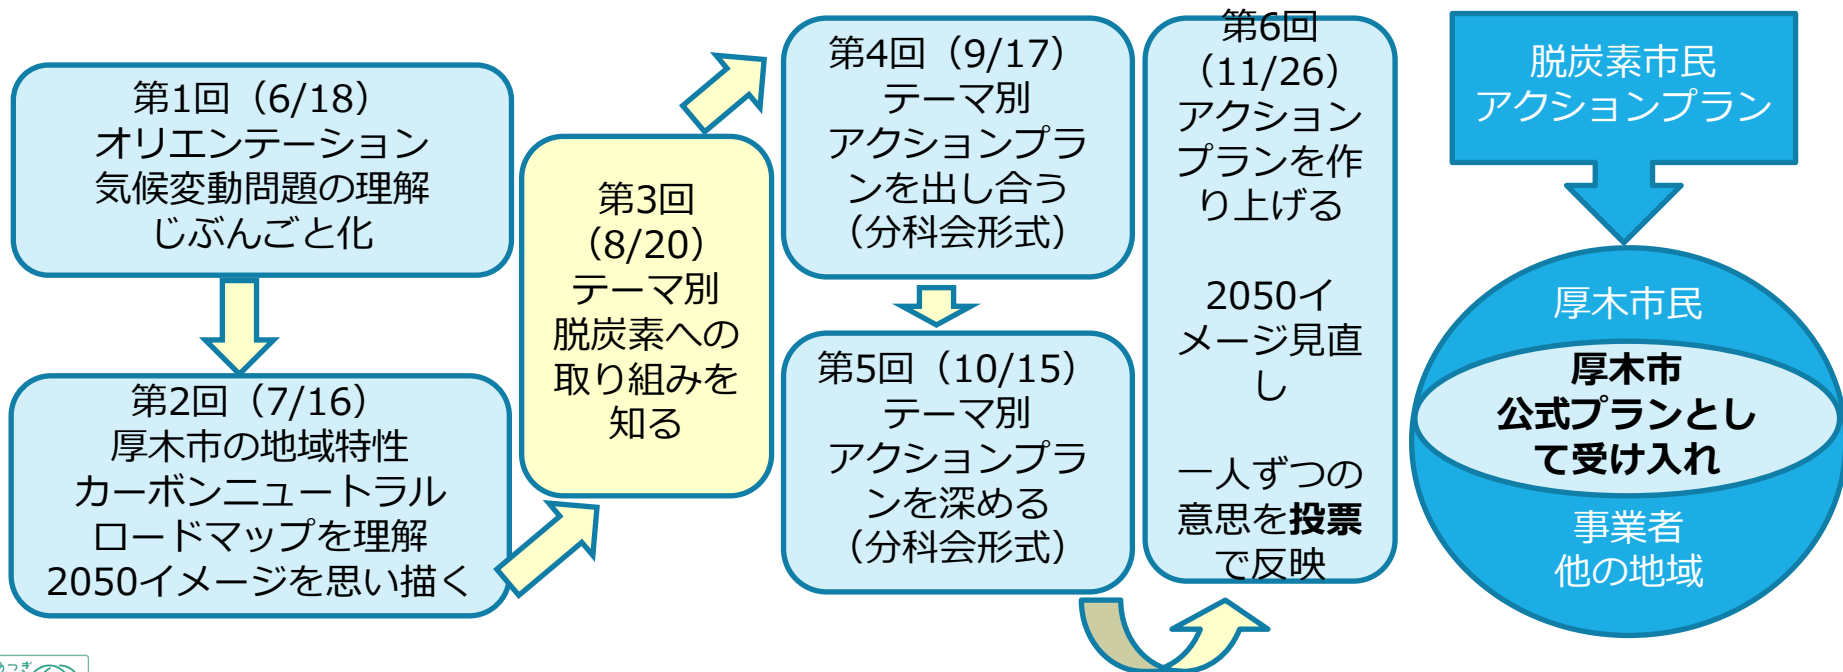 第1回（6/18）
オリエンテーション
気候変動問題の理解
じぶんごと化
第2回（7/16）
厚木市の地域特性
カーボンニュートラル
ロードマップを理解
2050イメージを思い描く
第3回
（8/20）
テーマ別
脱炭素への
取り組みを
知る
第4回（9/17）
テーマ別
アクションプラ
ンを出し合う
（分科会形式）
第5回（10/15）
テーマ別
アクションプラ
ンを深める
（分科会形式）
第6回
（11/26）
アクション
プランを作
り上げる
2050イ
メージ見直
し
一人ずつの
意思を投票
で反映
脱炭素市民
アクションプラン
厚木市民
厚木市
公式プランとし
て受け入れ
事業者
他の地域